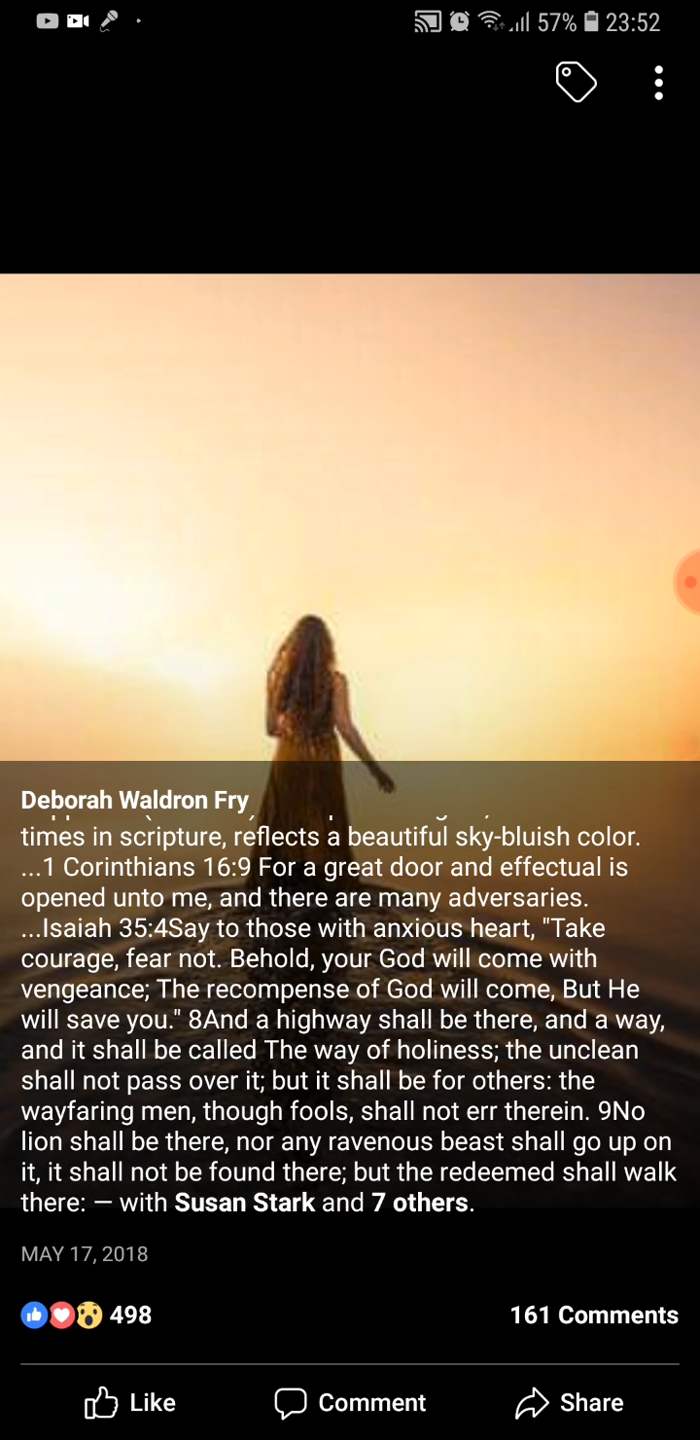 57% 23:52
Deborah Waldron Fry
times in scripture, reflects a beautiful sky-bluish color.
...1 Corinthians 16:9 For a great door and effectual is
opened unto me, and there are many adversaries.
...Isaiah 35:4Say to those with anxious heart, "Take
courage, fear not. Behold, your God will come with
vengeance; The recompense of God will come, But He
will save you." 8And a highway shall be there, and a way,
and it shall be called The way of holiness; the unclean
shall not pass over it; but it shall be for others: the
wayfaring men, though fools, shall not err therein. 9No
lion shall be there, nor any ravenous beast shall go up on
it, it shall not be found there; but the redeemed shall walk
there: — with Susan Stark and 7 others.
MAY 17, 2018
498 161 Comments
Like Comment Share